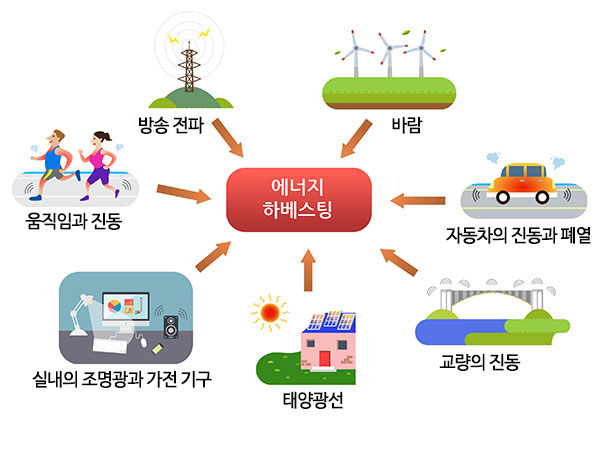 방송 전파
바람
에너지
하베스팅
움직임과 진동
자동차의 진동과 폐열
실내의 조명광과 가전 기구
태양광선
교량의 진동